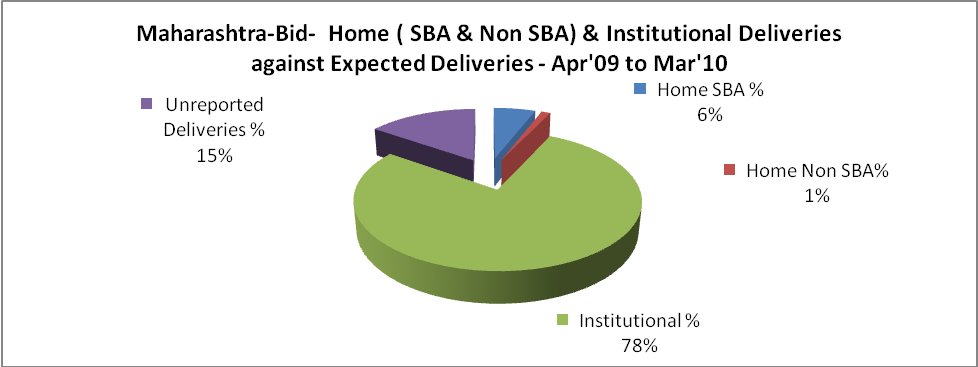 Maharashtra-Bid-  Home ( SBA & Non SBA) & Institutional Deliveries
against Expected Deliveries - Apr'09 to Mar'10
Unreported
Deliveries %
15%
Home SBA %
6%
Home Non SBA%
1%
Institutional %
78%